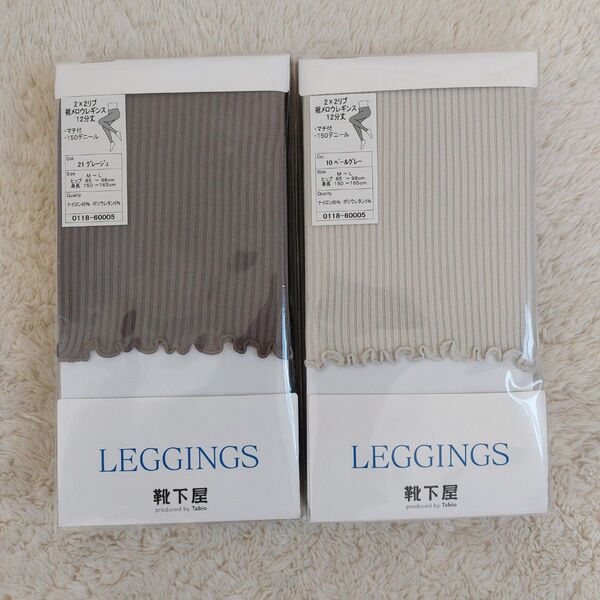 2×2リブ
裾メロウレギンス
12分丈
・マチ付
・150デニール
Col.
21 グレージュ
Size
M ～ L
ヒップ 85 ～ 98cm
身長 150 ～ 165cm
Quality
ナイロン95% ポリウレタン5%
0118-60005
LEGGINGS
靴下屋
produced by Tabio
2×2リブ
裾メロウレギンス
12分丈
・マチ付
・150デニール
Col.
10 ペールグレー
Size
M ～ L
ヒップ 85 ～ 98cm
身長 150 ～ 165cm
Quality
ナイロン95% ポリウレタン5%
0118-60005
LEGGINGS
靴下屋
produced by Tabio